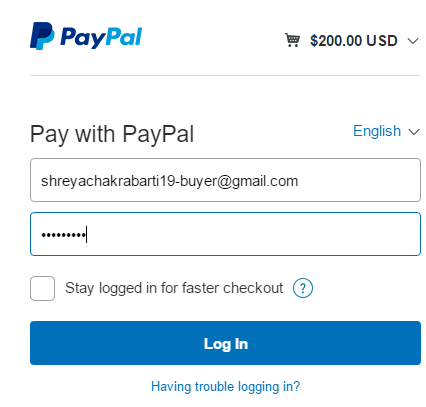 PayPal
$200.00 USD
Pay with PayPal
English
shreyachakrabarti19-buyer@gmail.com
•••••••••
Stay logged in for faster checkout ?
Log In
Having trouble logging in?